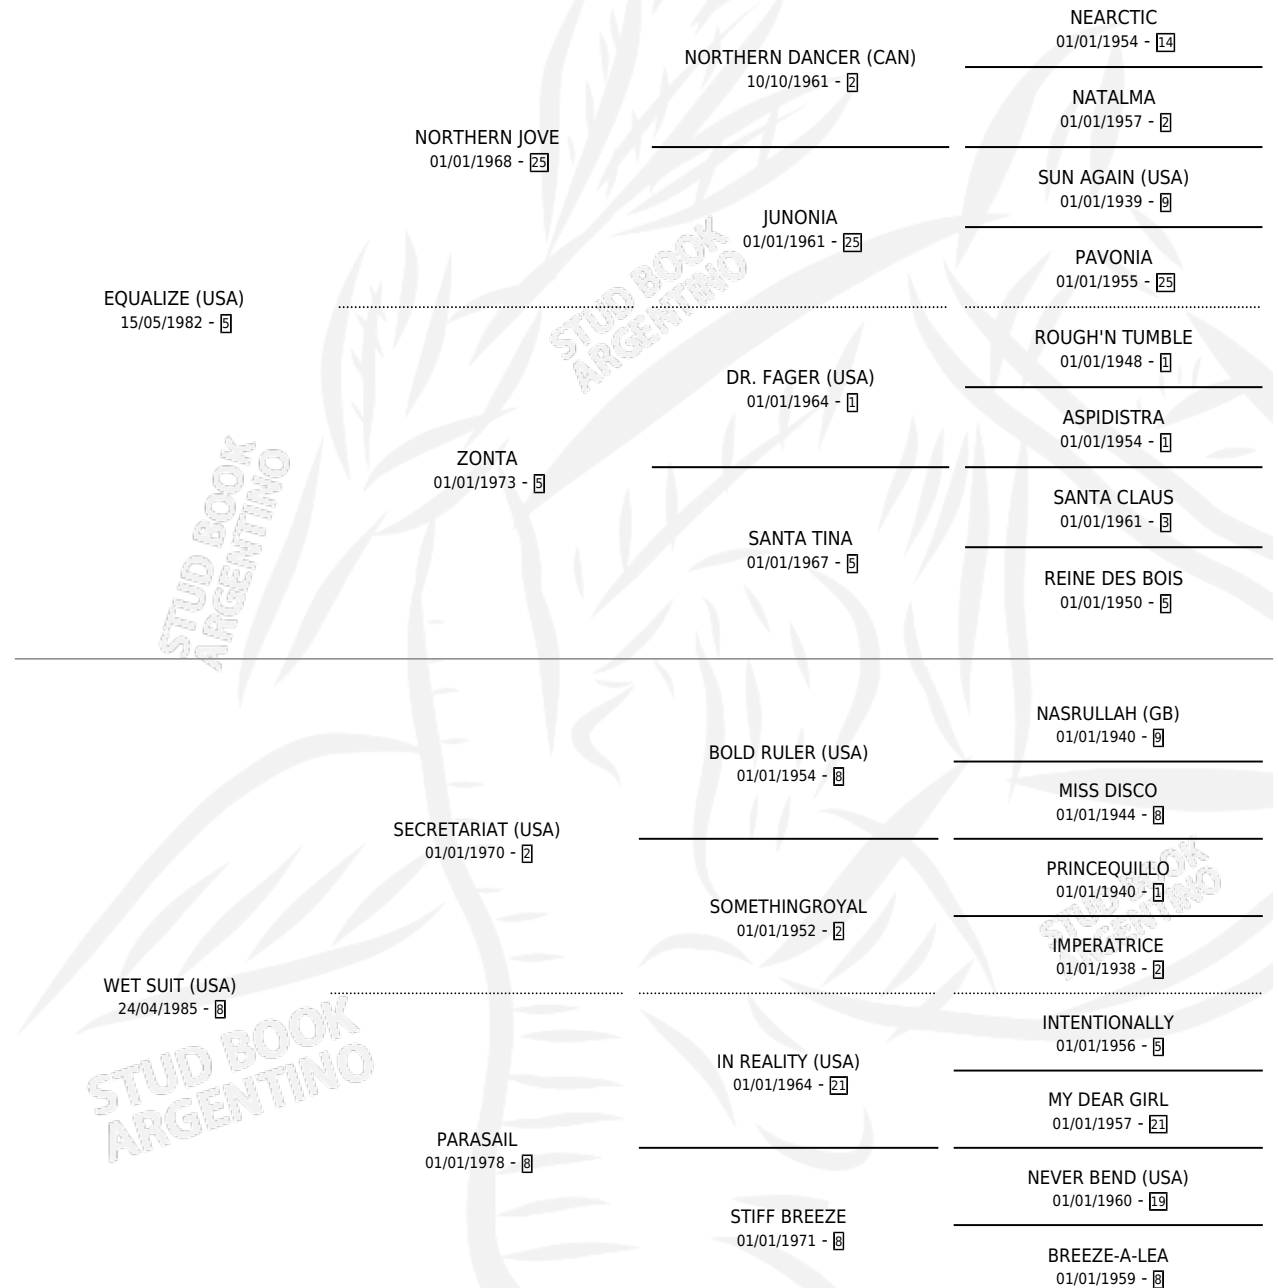 NEARCTIC
01/01/1954 - 14
NORTHERN DANCER (CAN)
10/10/1961 - 2
NATALMA
01/01/1957 - 2
NORTHERN JOVE
01/01/1968 - 25
SUN AGAIN (USA)
01/01/1939 - 9
JUNONIA
01/01/1961 - 25
PAVONIA
01/01/1955 - 25
EQUALIZE (USA)
15/05/1982 - 5
ROUGH'N TUMBLE
01/01/1948 - 1
DR. FAGER (USA)
01/01/1964 - 1
ASPIDISTRA
01/01/1954 - 1
ZONTA
01/01/1973 - 5
SANTA CLAUS
01/01/1961 - 3
SANTA TINA
01/01/1967 - 5
REINE DES BOIS
01/01/1950 - 5
NASRULLAH (GB)
01/01/1940 - 9
BOLD RULER (USA)
01/01/1954 - 8
MISS DISCO
01/01/1944 - 8
SECRETARIAT (USA)
01/01/1970 - 2
PRINCEQUILLO
01/01/1940 - 1
SOMETHINGROYAL
01/01/1952 - 2
IMPERATRICE
01/01/1938 - 2
WET SUIT (USA)
24/04/1985 - 8
INTENTIONALLY
01/01/1956 - 5
IN REALITY (USA)
01/01/1964 - 21
MY DEAR GIRL
01/01/1957 - 21
PARASAIL
01/01/1978 - 8
NEVER BEND (USA)
01/01/1960 - 19
STIFF BREEZE
01/01/1971 - 8
BREEZE-A-LEA
01/01/1959 - 8
STUD BOOK
ARGENTINO
STUD BOOK
ARGENTINO
STUD BOOK
ARGENTINO
STUD BOOK
ARGENTINO